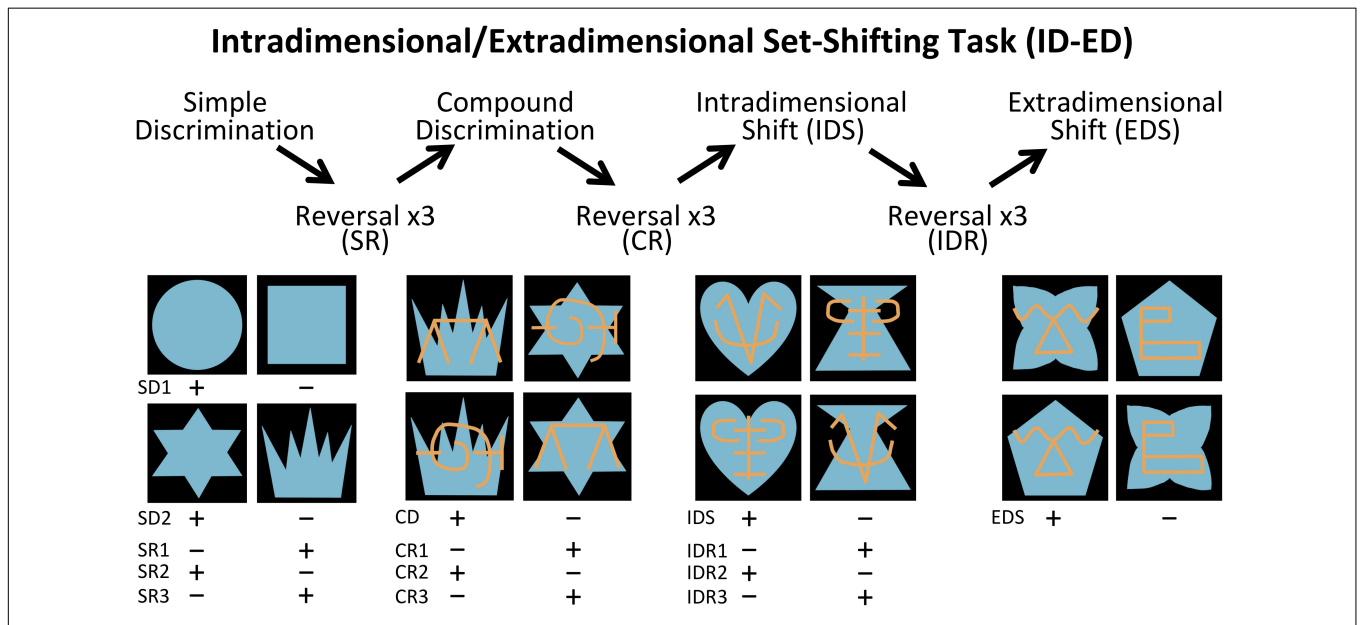 Intradimensional/Extradimensional Set-Shifting Task (ID-ED)
Simple
Discrimination
Compound
Discrimination
Intradimensional
Shift (IDS)
Extradimensional
Shift (EDS)
Reversal x3
(SR)
Reversal x3
(CR)
Reversal x3
(IDR)
SD1 + −
SD2 + −
SR1 − +
SR2 + −
SR3 − +
CD + −
CR1 − +
CR2 + −
CR3 − +
IDS + −
IDR1 − +
IDR2 + −
IDR3 − +
EDS + −